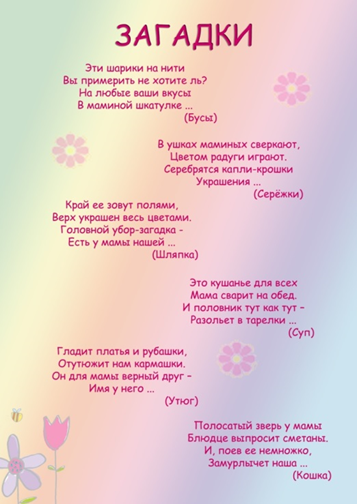 ЗАГАДКИ
Эти шарики на нити
Вы примерить не хотите ль?
На любые ваши вкусы
В маминой шкатулке ...
(Бусы)
В ушках маминых сверкают,
Цветом радуги играют.
Серебрятся капли-крошки
Украшения ...
(Серёжки)
Край ее зовут полями,
Верх украшен весь цветами.
Головной убор-загадка -
Есть у мамы нашей ...
(Шляпка)
Это кушанье для всех
Мама сварит на обед.
И половник тут как тут –
Разольет в тарелки ...
(Суп)
Гладит платья и рубашки,
Отутюжит нам кармашки.
Он для мамы верный друг –
Имя у него ...
(Утюг)
Полосатый зверь у мамы
Блюдце выпросит сметаны.
И, поев ее немножко,
Замурлычет наша ...
(Кошка)